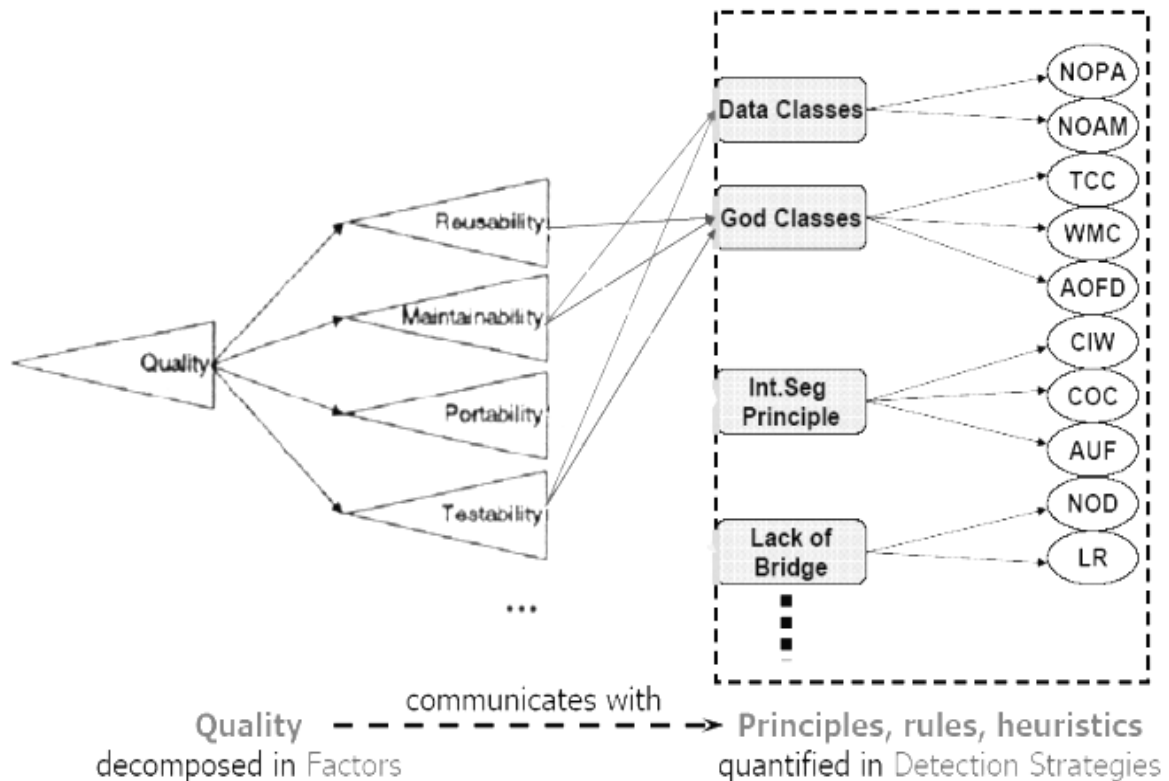 Quality
Reusability
Maintainability
Portability
Testability
...
Data Classes
God Classes
Int.Seg
Principle
Lack of
Bridge
NOPA
NOAM
TCC
WMC
AOFD
CIW
COC
AUF
NOD
LR
communicates with
Quality
decomposed in Factors
Principles, rules, heuristics
quantified in Detection Strategies